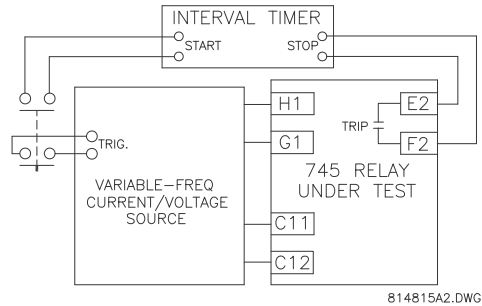 INTERVAL TIMER
START
STOP
TRIG.
VARIABLE-FREQ
CURRENT/VOLTAGE
SOURCE
H1
G1
C11
C12
E2
TRIP
F2
745 RELAY
UNDER TEST
814815A2.DWG